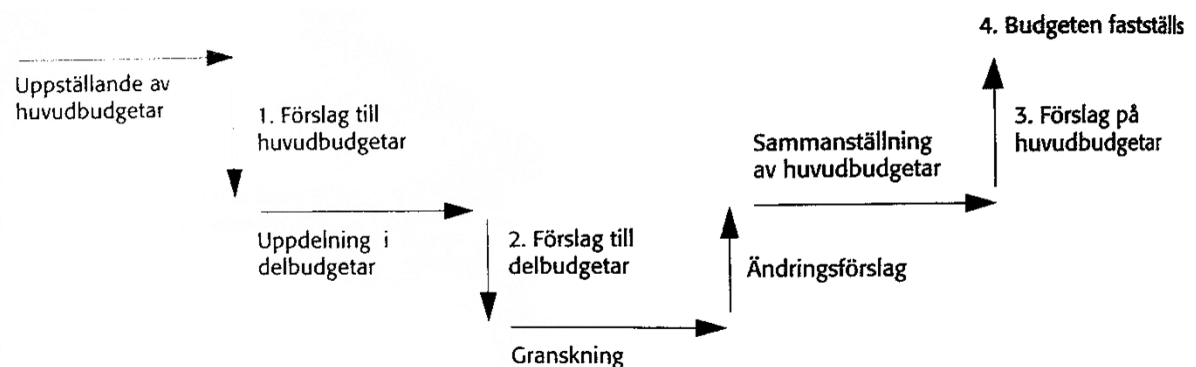 Uppställande av
huvudbudgetar
1. Förslag till
huvudbudgetar
Uppdelning i
delbudgetar
2. Förslag till
delbudgetar
Granskning
Ändringsförslag
Sammanställning
av huvudbudgetar
3. Förslag på
huvudbudgetar
4. Budgeten fastställs